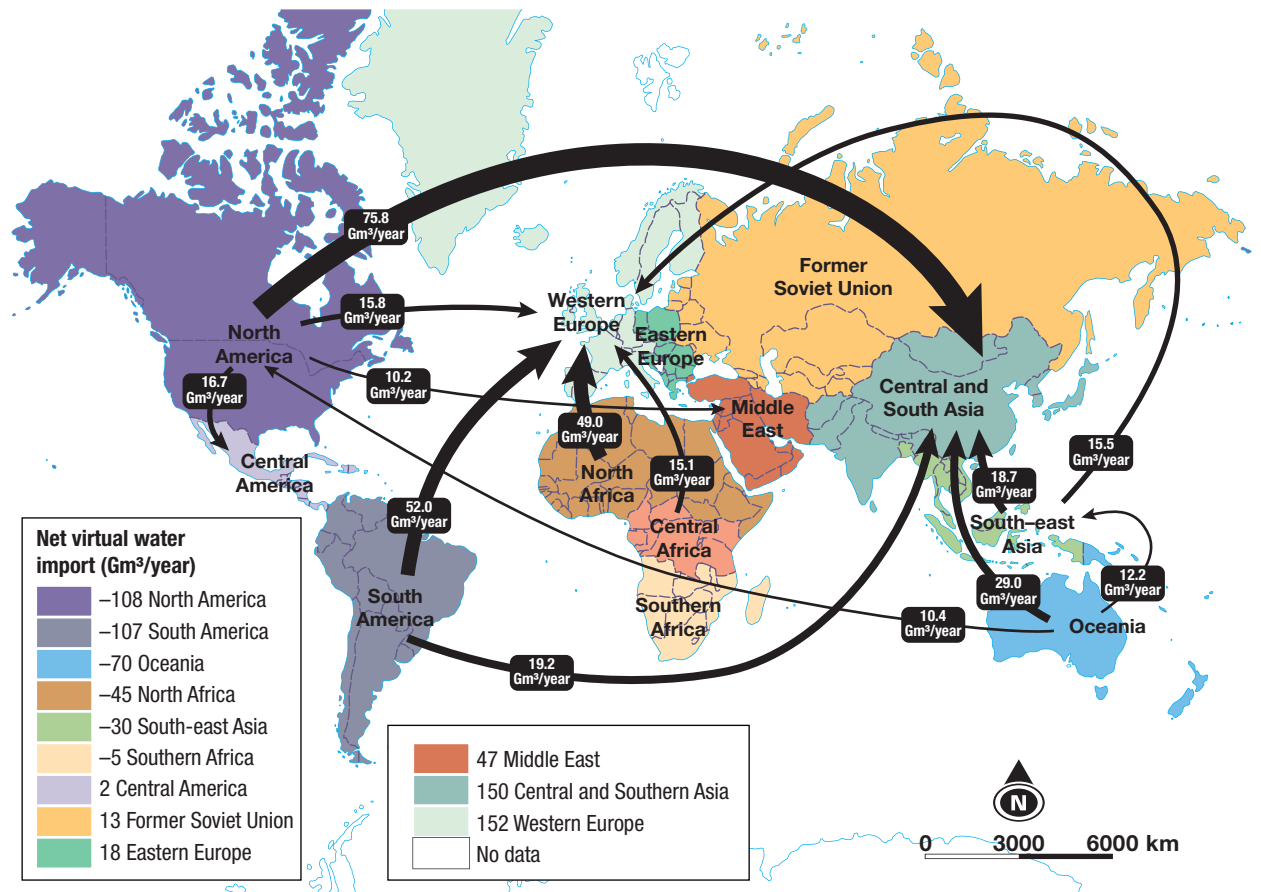 75.8
Gm³/year
15.8
Gm³/year
Western
Europe
Former
Soviet Union
North
America
Eastern
Europe
16.7
Gm³/year
10.2
Gm³/year
Central and
South Asia
Middle
East
49.0
Gm³/year
15.5
Gm³/year
Central
America
North
Africa
15.1
Gm³/year
18.7
Gm³/year
52.0
Gm³/year
Central
Africa
South–east
Asia
12.2
Gm³/year
29.0
Gm³/year
South
America
Southern
Africa
10.4
Gm³/year
Oceania
19.2
Gm³/year
Net virtual water
import (Gm³/year)
–108 North America
–107 South America
–70 Oceania
–45 North Africa
–30 South-east Asia
–5 Southern Africa
2 Central America
13 Former Soviet Union
18 Eastern Europe
47 Middle East
150 Central and Southern Asia
152 Western Europe
No data
N
0 3000 6000 km